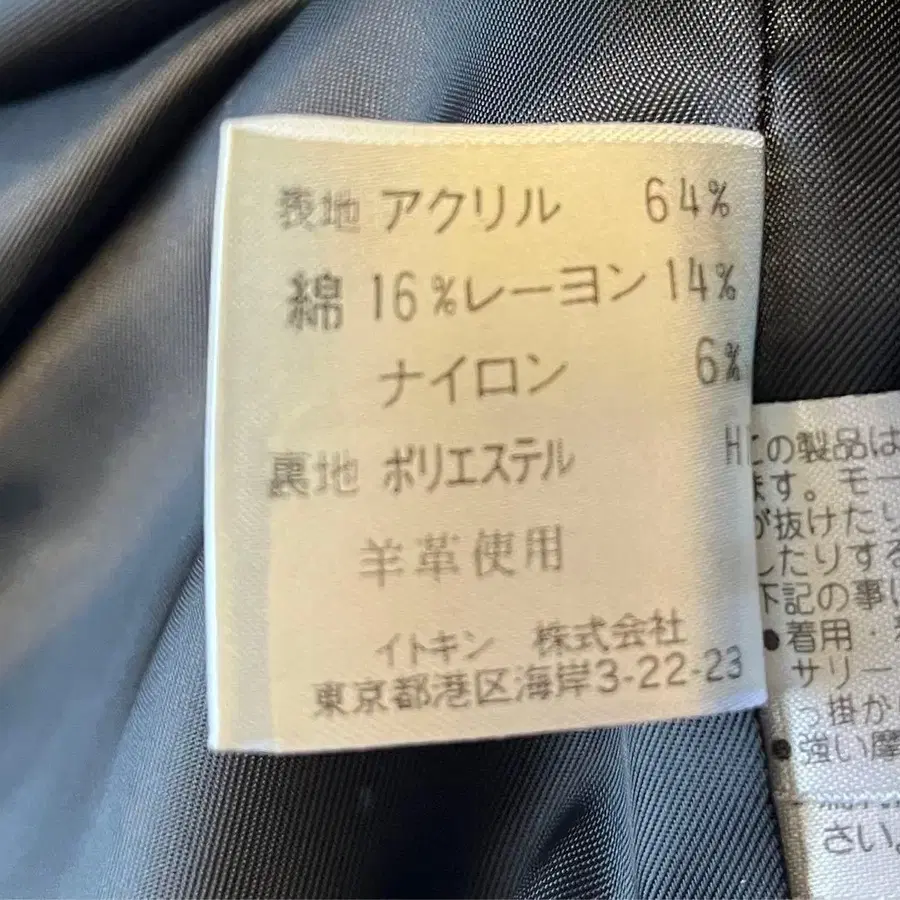 表地 アクリル 64%
綿 16%レーヨン 14%
ナイロン 6%
裏地 ポリエステル H
羊革使用
イトキン 株式会社
東京都港区海岸3-22-23
この製品は
ます。モー
が抜けたり
したりする
下記の事
●着用・
サリー
っ掛か
●強い摩
さい。